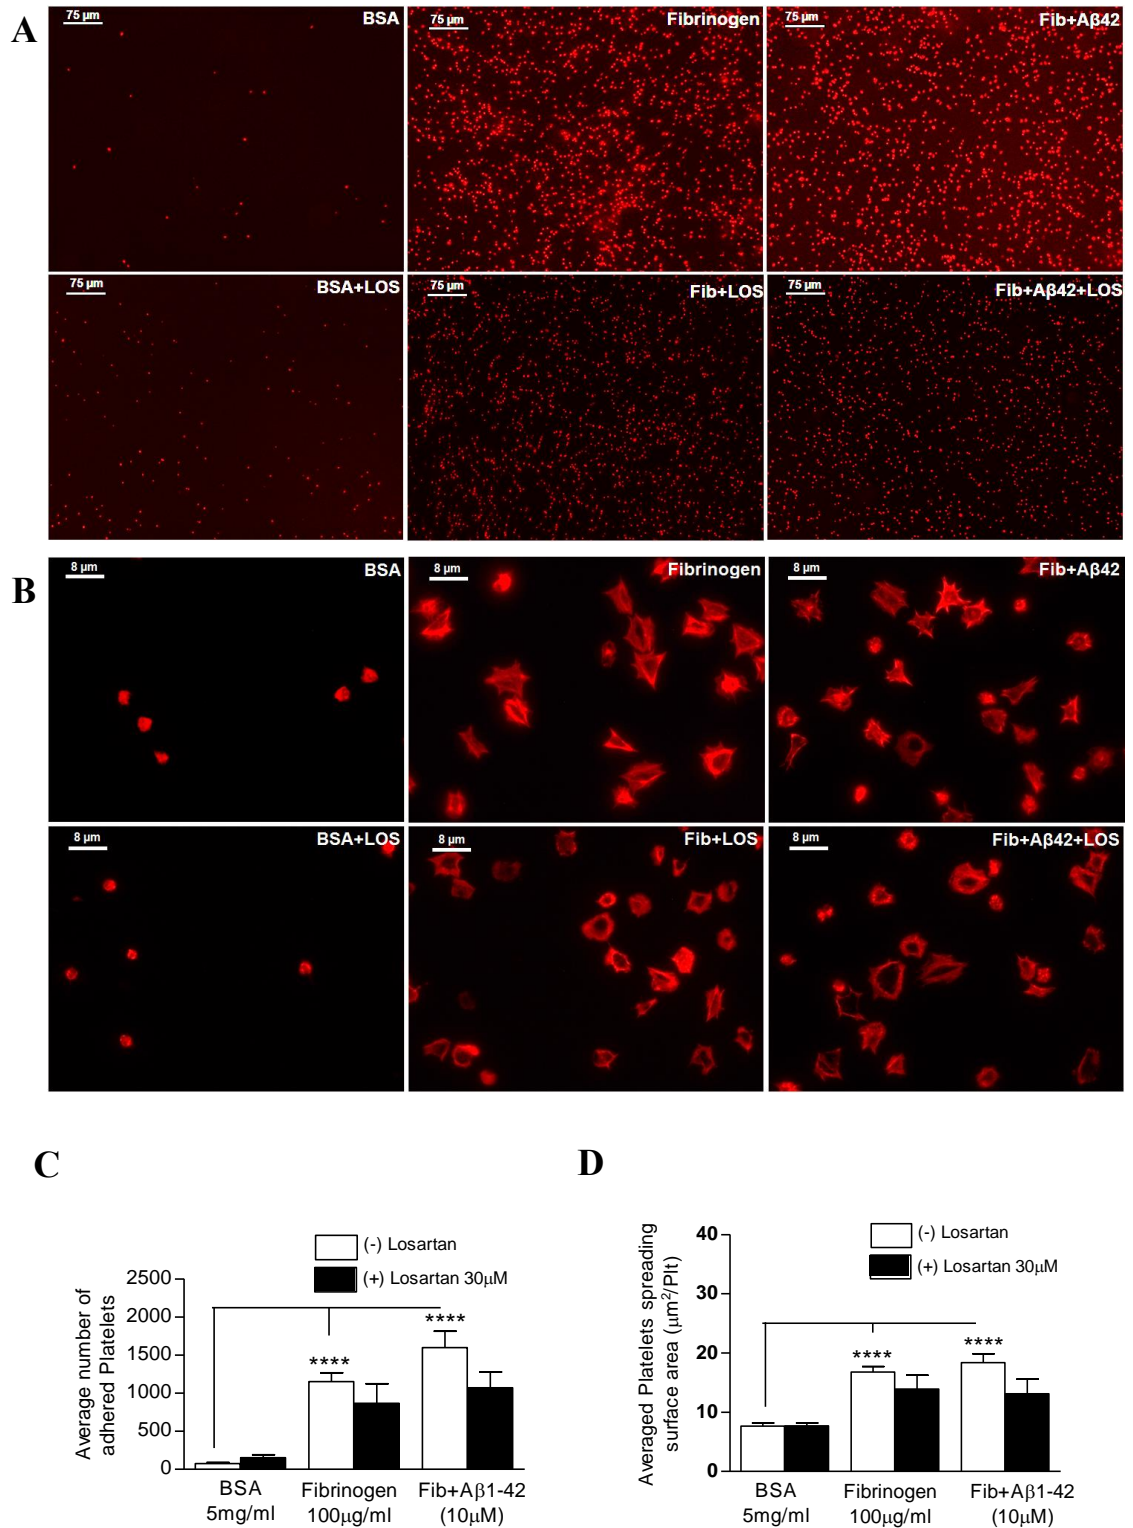 A
75 µm
BSA
75 µm
Fibrinogen
75 µm
Fib+Aβ42
75 µm
BSA+LOS
75 µm
Fib+LOS
75 µm
Fib+Aβ42+LOS
B
8 µm
BSA
8 µm
Fibrinogen
8 µm
Fib+Aβ42
8 µm
BSA+LOS
8 µm
Fib+LOS
8 µm
Fib+Aβ42+LOS
C
(-) Losartan
(+) Losartan 30µM
Average number of
adhered Platelets
2500
2000
1500
1000
500
0
****
****
BSA
5mg/ml
Fibrinogen
100µg/ml
Fib+Aβ1-42
(10µM)
D
(-) Losartan
(+) Losartan 30µM
Averaged Platelets spreading
surface area (µm²/Plt)
40
30
20
10
0
****
****
BSA
5mg/ml
Fibrinogen
100µg/ml
Fib+Aβ1-42
(10µM)